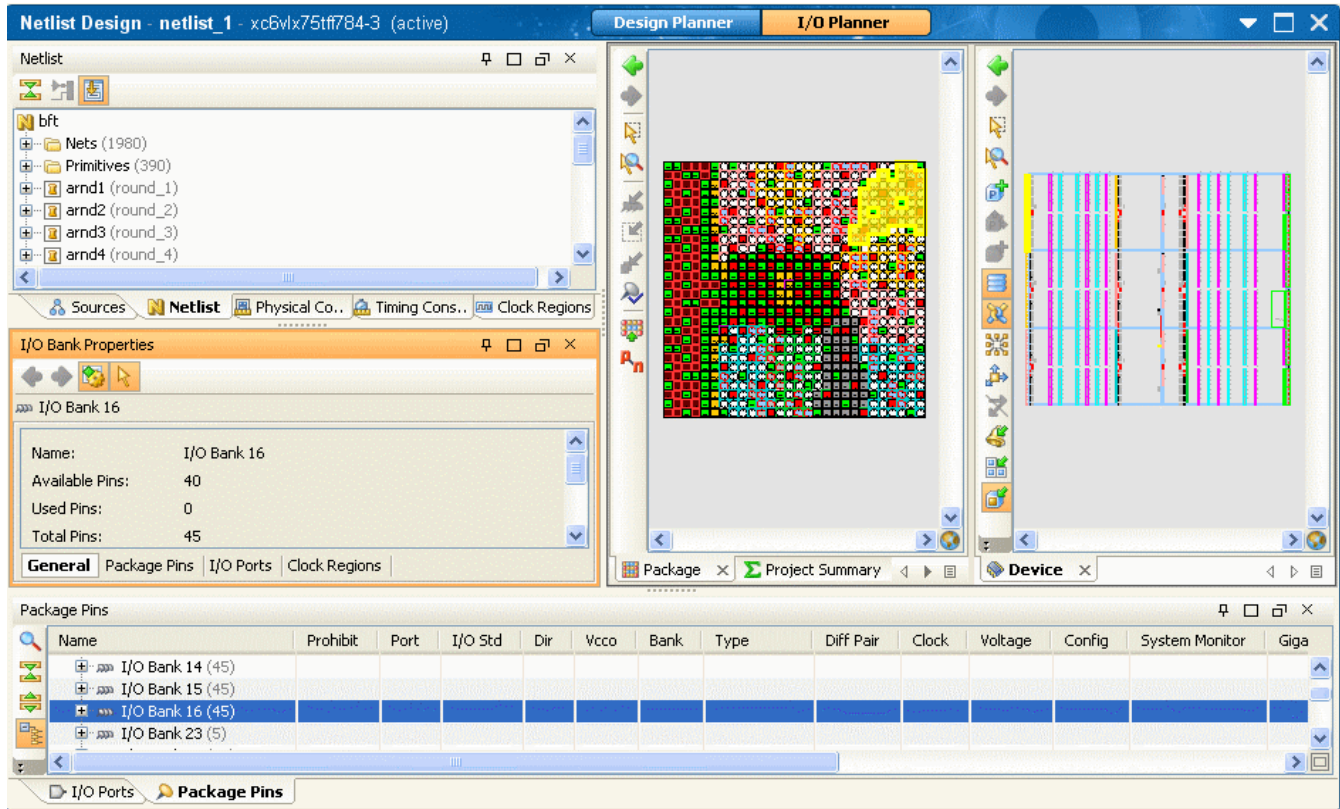 Netlist Design - netlist_1 - xc6vlx75tff784-3 (active)
Design Planner
I/O Planner
Netlist
bft
Nets (1980)
Primitives (390)
arnd1 (round_1)
arnd2 (round_2)
arnd3 (round_3)
arnd4 (round_4)
Sources
Netlist
Physical Co..
Timing Cons..
Clock Regions
I/O Bank Properties
I/O Bank 16
Name: I/O Bank 16
Available Pins: 40
Used Pins: 0
Total Pins: 45
General
Package Pins
I/O Ports
Clock Regions
Package
Project Summary
Device
Package Pins
Name Prohibit Port I/O Std Dir Vcco Bank Type Diff Pair Clock Voltage Config System Monitor Giga
I/O Bank 14 (45)
I/O Bank 15 (45)
I/O Bank 16 (45)
I/O Bank 23 (5)
I/O Ports
Package Pins